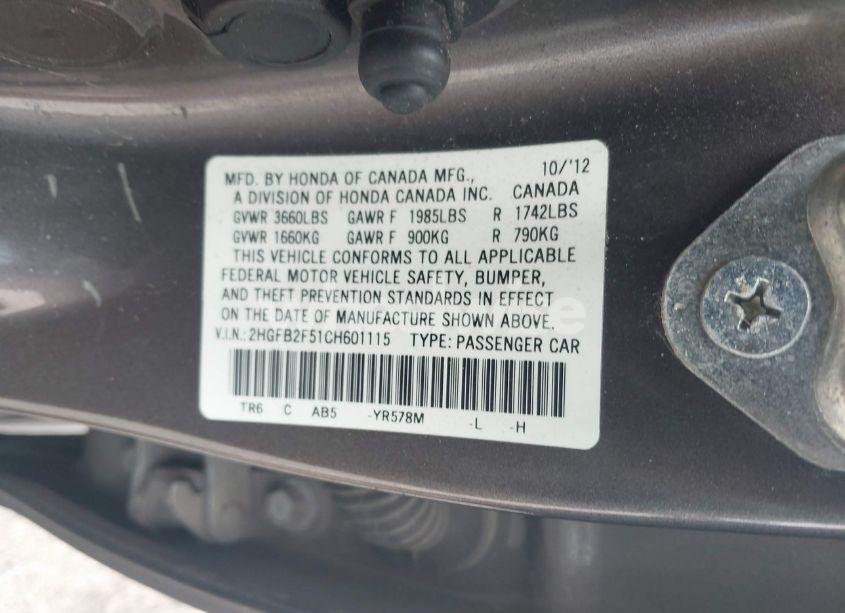 MFD. BY HONDA OF CANADA MFG., 10/'12
A DIVISION OF HONDA CANADA INC. CANADA
GVWR 3660LBS GAWR F 1985LBS R 1742LBS
GVWR 1660KG GAWR F 900KG R 790KG
THIS VEHICLE CONFORMS TO ALL APPLICABLE
FEDERAL MOTOR VEHICLE SAFETY, BUMPER,
AND THEFT PREVENTION STANDARDS IN EFFECT
ON THE DATE OF MANUFACTURE SHOWN ABOVE.
V.I.N.: 2HGFB2F51CH601115 TYPE: PASSENGER CAR
TR6 C AB5 -YR578M -L -H